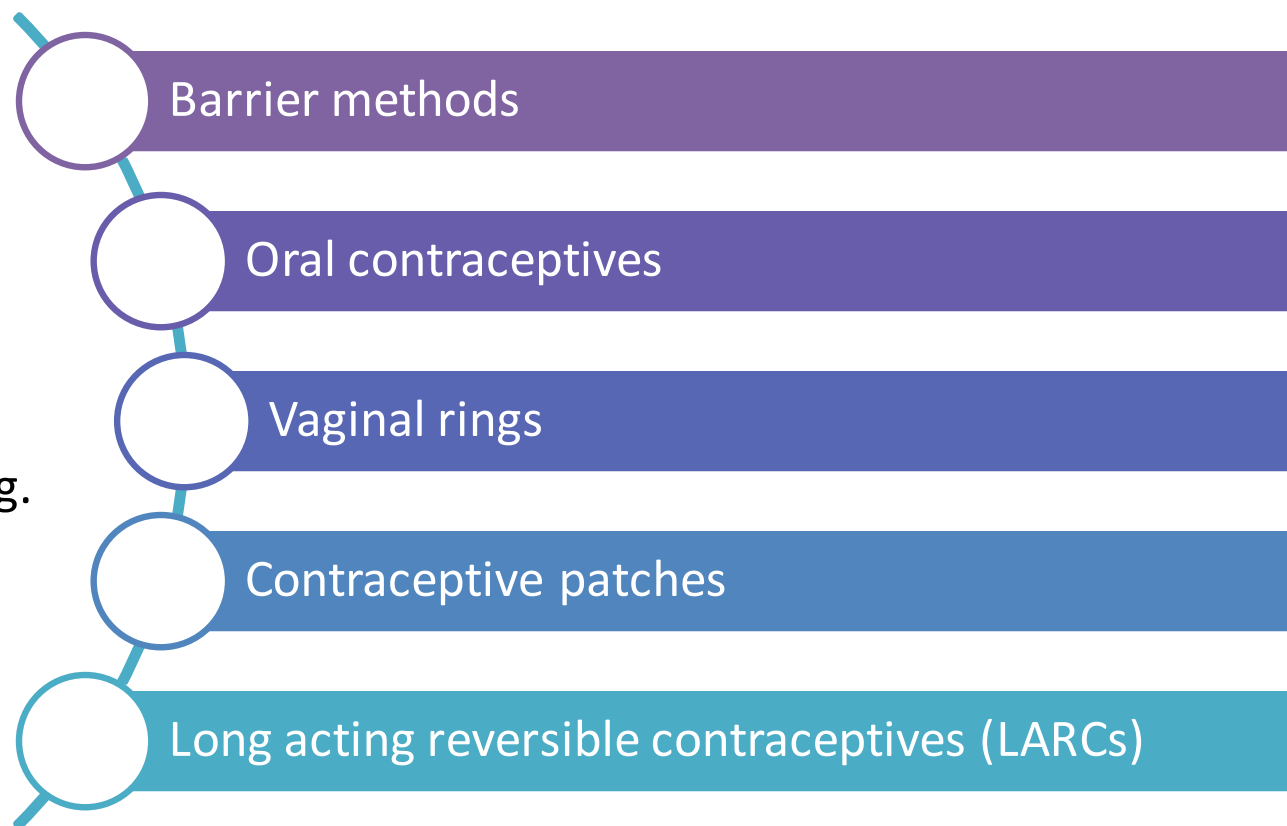 Barrier methods
Oral contraceptives
Vaginal rings
g.
Contraceptive patches
Long acting reversible contraceptives (LARCs)